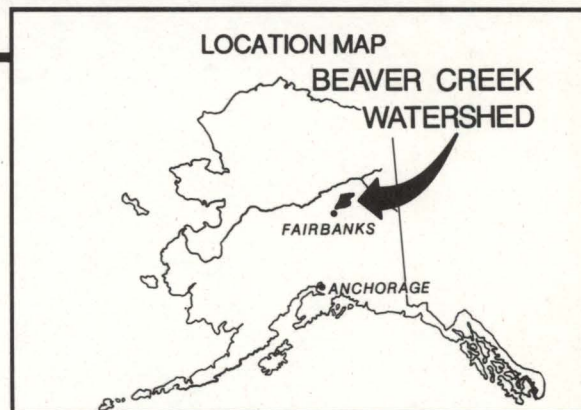 LOCATION MAP
BEAVER CREEK
WATERSHED
FAIRBANKS
ANCHORAGE